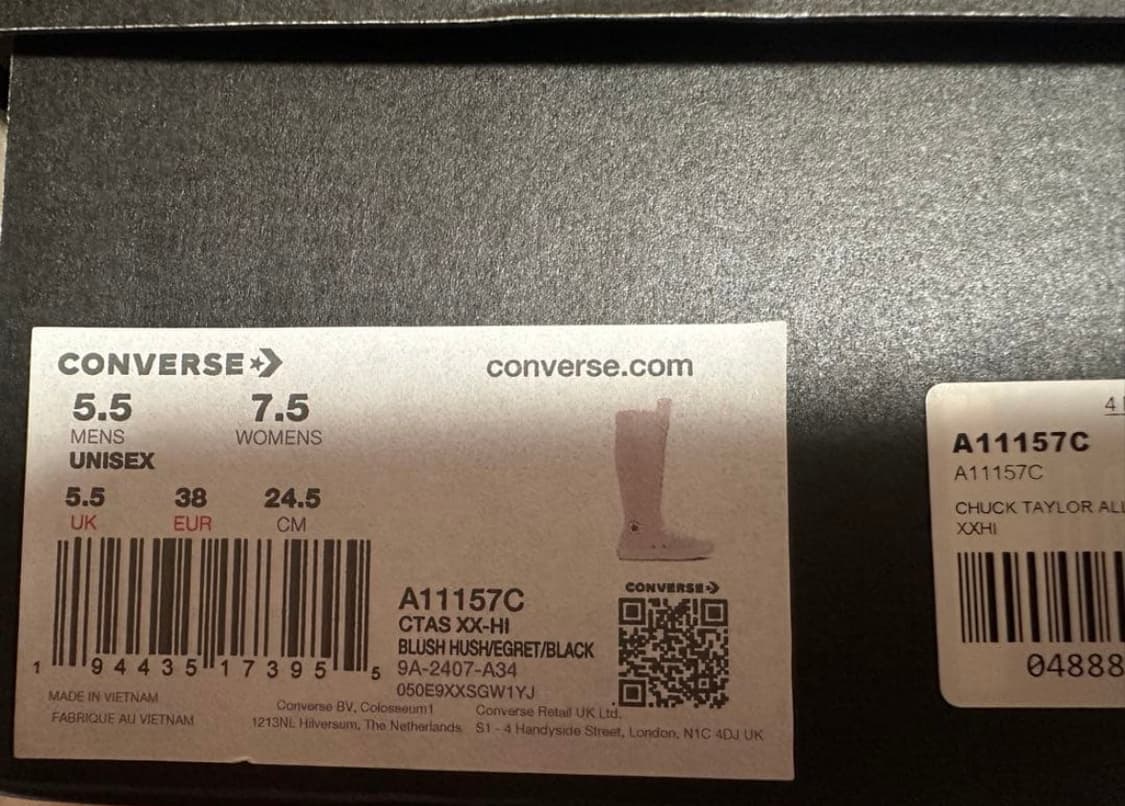 CONVERSE
converse.com
5.5 7.5
MENS WOMENS
UNISEX
5.5 38 24.5
UK EUR CM
1 94435 17395 5
A11157C
CTAS XX-HI
BLUSH HUSH/EGRET/BLACK
9A-2407-A34
050E9XXSGW1YJ
CONVERSE
MADE IN VIETNAM
FABRIQUE AU VIETNAM
Converse BV, Colosseum1
1213NL Hilversum, The Netherlands
Converse Retail UK Ltd.
S1 - 4 Handyside Street, London, N1C 4DJ UK
4
A11157C
A11157C
CHUCK TAYLOR ALL
XXHI
04888